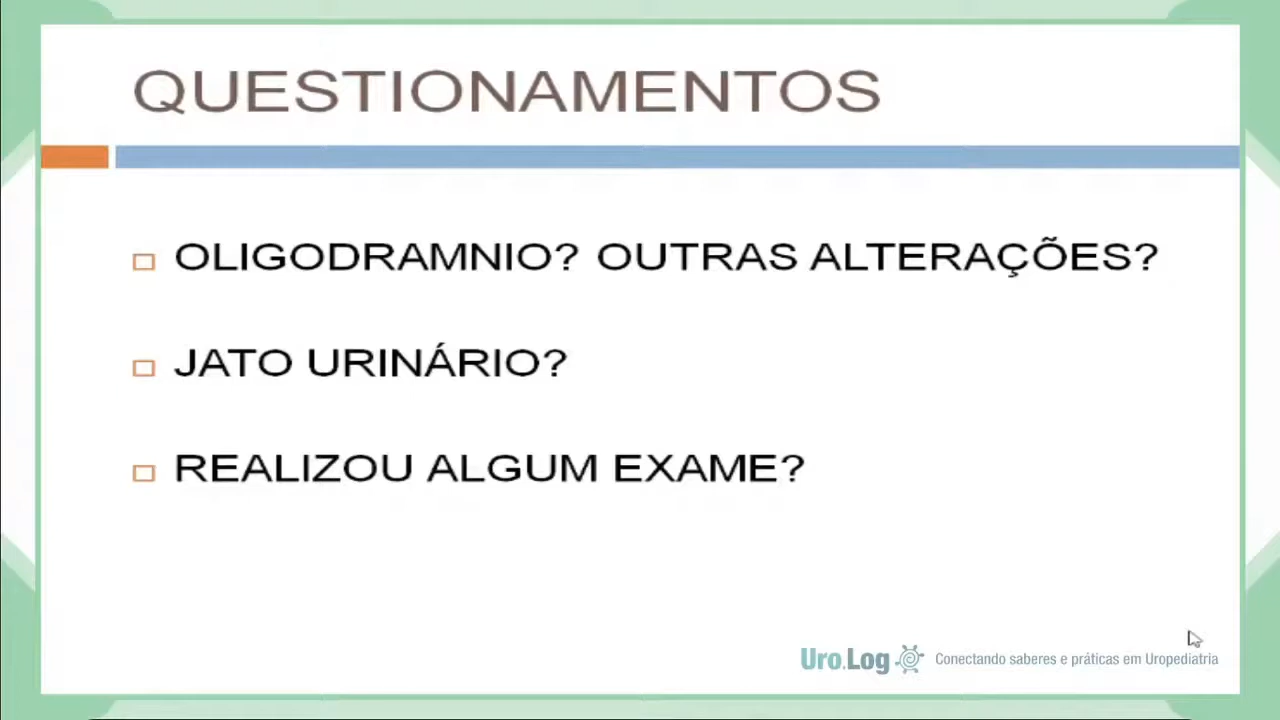 QUESTIONAMENTOS
OLIGODRAMNIO? OUTRAS ALTERAÇÕES?
JATO URINÁRIO?
REALIZOU ALGUM EXAME?
Uro.Log Conectando saberes e práticas em Uropediatria